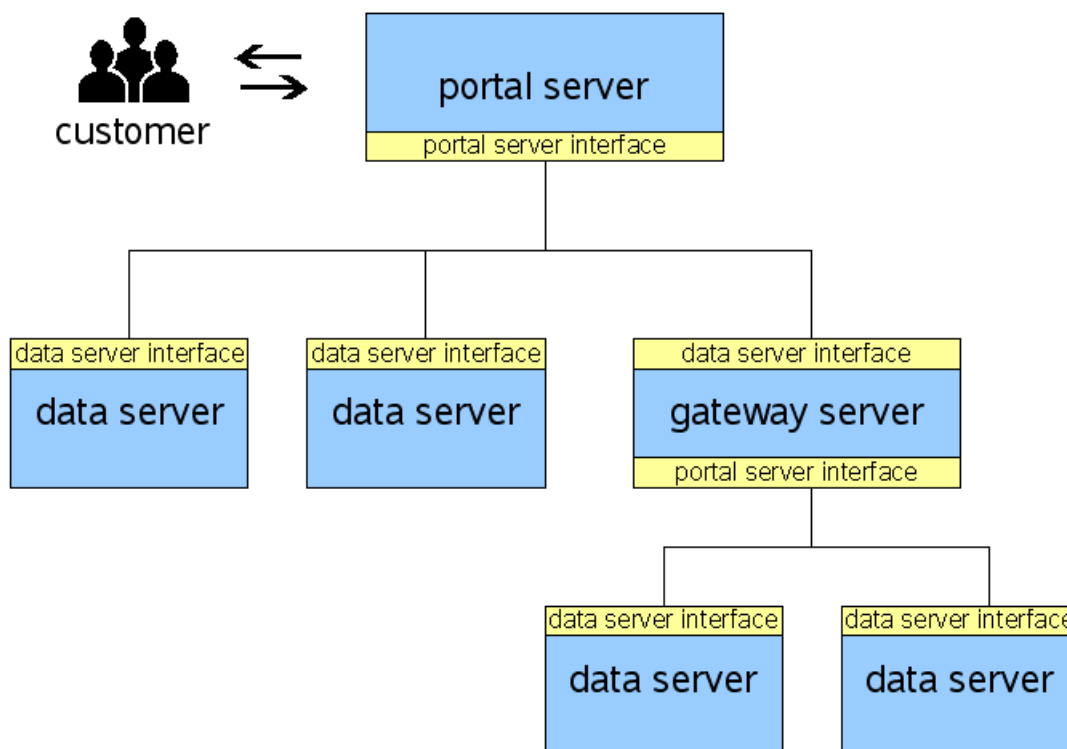 portal server
customer
portal server interface
data server interface
data server interface
data server interface
data server
data server
gateway server
portal server interface
data server interface
data server interface
data server
data server